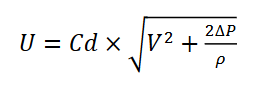 U = Cd × √(V² + 2ΔP/ρ)